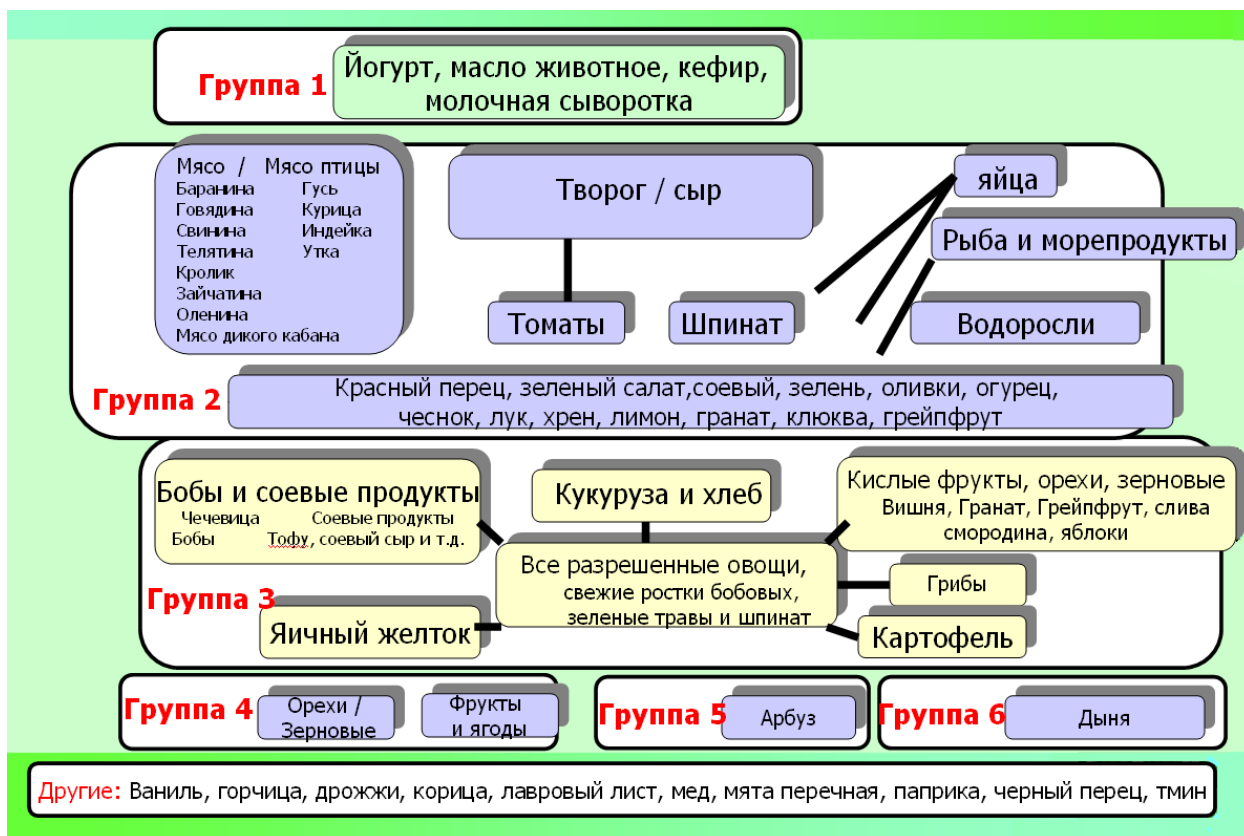 Группа 1
Йогурт, масло животное, кефир,
молочная сыворотка
Мясо / Мясо птицы
Баранина Гусь
Говядина Курица
Свинина Индейка
Телятина Утка
Кролик
Зайчатина
Оленина
Мясо дикого кабана
Творог / сыр
яйца
Рыба и морепродукты
Томаты
Шпинат
Водоросли
Группа 2
Красный перец, зеленый салат,соевый, зелень, оливки, огурец,
чеснок, лук, хрен, лимон, гранат, клюква, грейпфрут
Бобы и соевые продукты
Чечевица Соевые продукты
Бобы Тофу, соевый сыр и т.д.
Кукуруза и хлеб
Кислые фрукты, орехи, зерновые
Вишня, Гранат, Грейпфрут, слива
смородина, яблоки
Все разрешенные овощи,
свежие ростки бобовых,
зеленые травы и шпинат
Грибы
Группа 3
Яичный желток
Картофель
Группа 4
Орехи /
Зерновые
Фрукты
и ягоды
Группа 5
Арбуз
Группа 6
Дыня
Другие: Ваниль, горчица, дрожжи, корица, лавровый лист, мед, мята перечная, паприка, черный перец, тмин